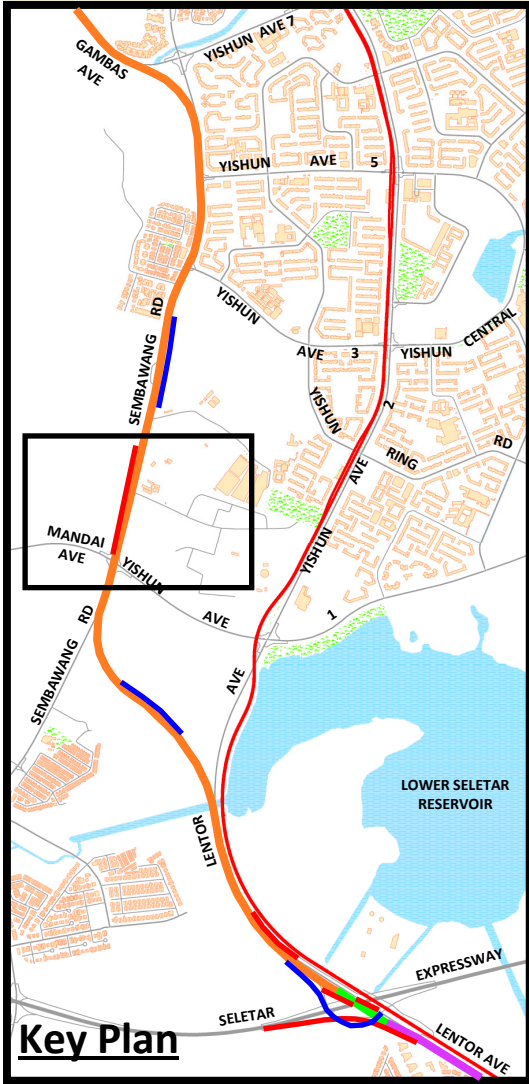 GAMBAS
AVE
YISHUN AVE 7
YISHUN AVE 5
YISHUN
AVE 3
YISHUN CENTRAL
SEMBAWANG RD
YISHUN
RING RD
YISHUN AVE 2
MANDAI
AVE
YISHUN
AVE 1
SEMBAWANG RD
LENTOR AVE
LOWER SELETAR
RESERVOIR
SELETAR EXPRESSWAY
LENTOR AVE
Key Plan